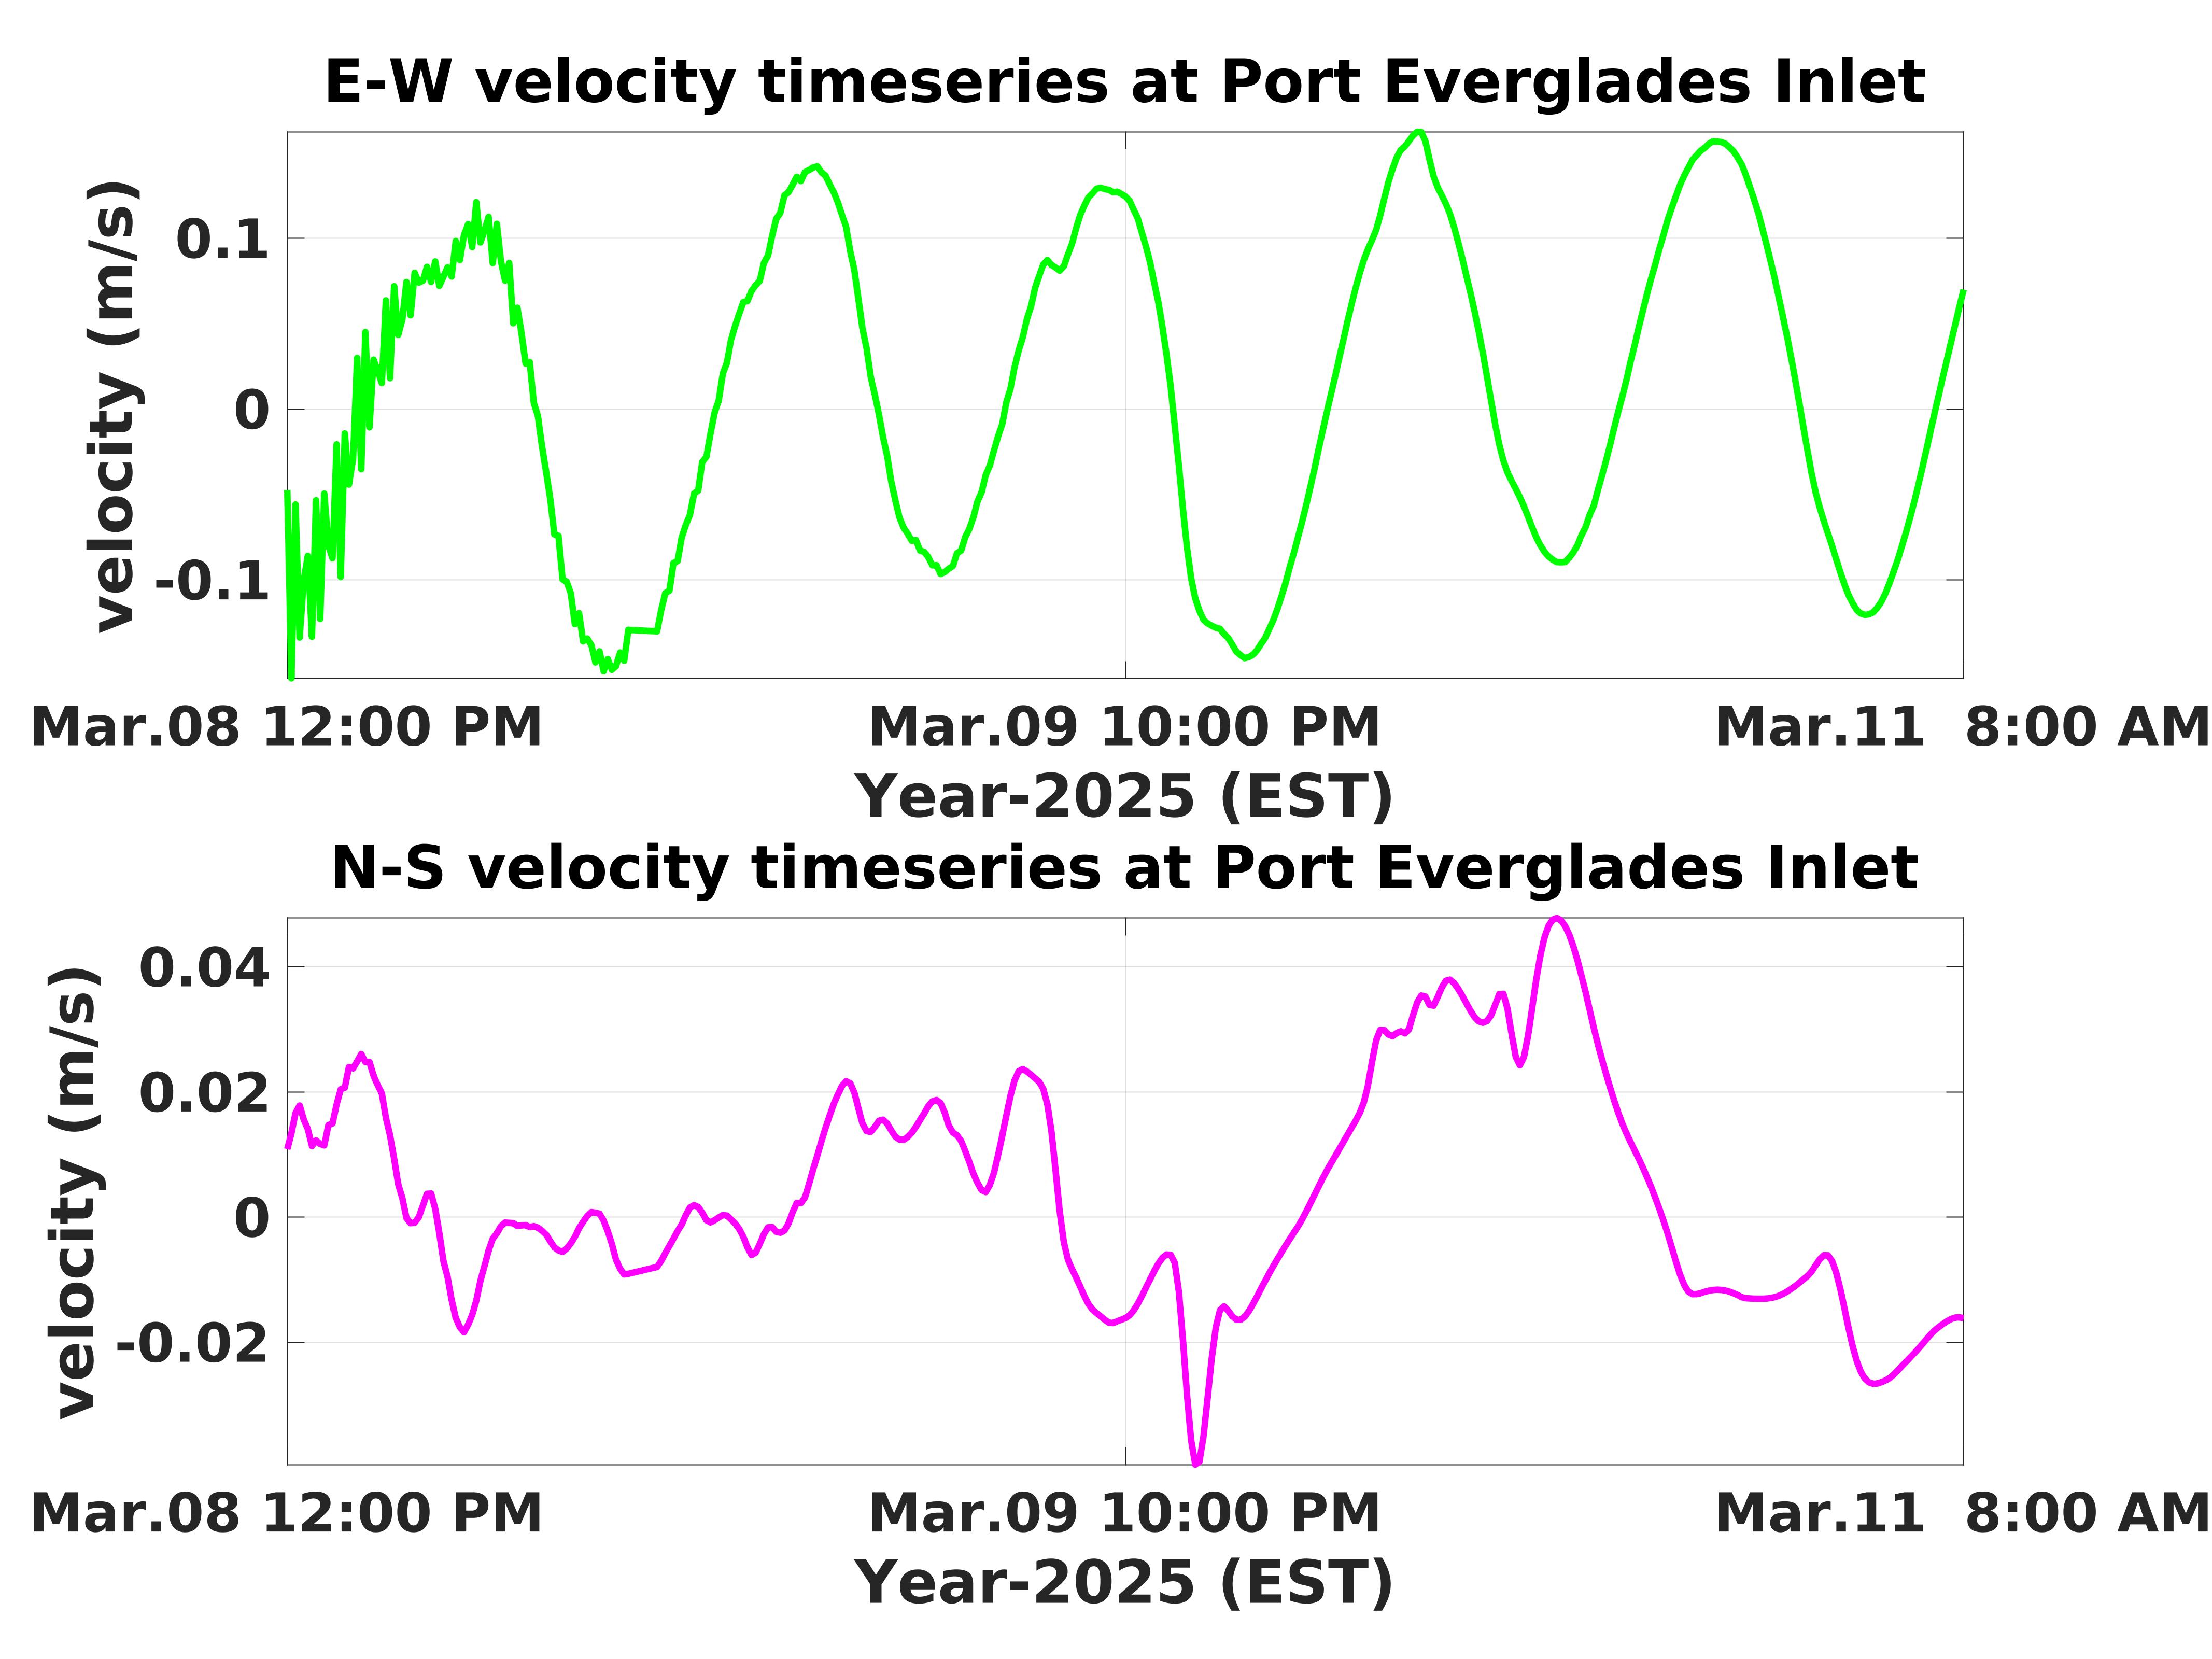 E-W velocity timeseries at Port Everglades Inlet
velocity (m/s)
0.1
0
-0.1
Mar.08 12:00 PM Mar.09 10:00 PM Mar.11  8:00 AM
Year-2025 (EST)
N-S velocity timeseries at Port Everglades Inlet
velocity (m/s)
0.04
0.02
0
-0.02
Mar.08 12:00 PM Mar.09 10:00 PM Mar.11  8:00 AM
Year-2025 (EST)